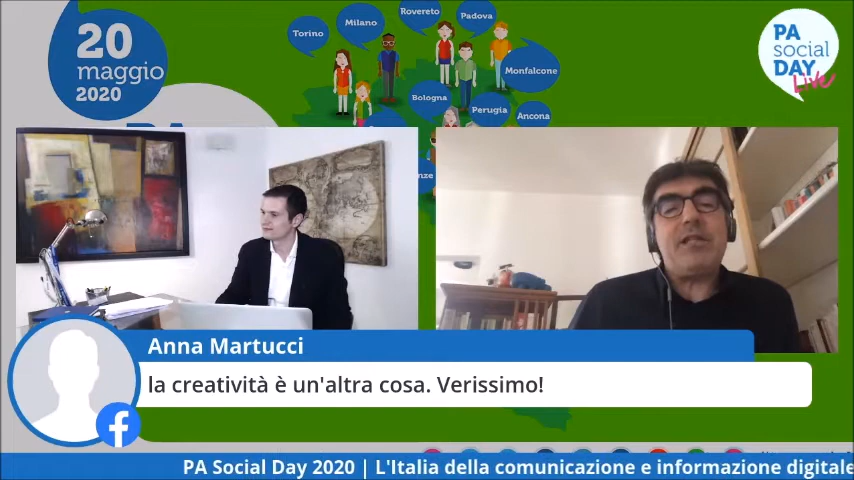 20
maggio
2020
Torino
Milano
Rovereto
Padova
Monfalcone
Bologna
Perugia
Ancona
PA
social
DAY
Live
Anna Martucci
la creatività è un'altra cosa. Verissimo!
PA Social Day 2020 | L'Italia della comunicazione e informazione digitale